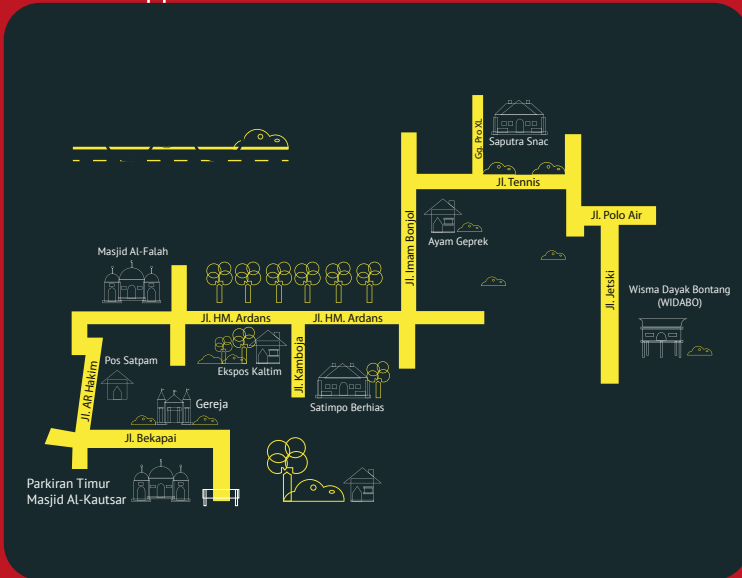 Gg. Pro XL
Saputra Snac
Jl. Tennis
Jl. Polo Air
Jl. Imam Bonjol
Ayam Geprek
Jl. Jetski
Wisma Dayak Bontang
(WIDABO)
Masjid Al-Falah
Jl. HM. Ardans
Jl. HM. Ardans
Jl. Kamboja
Ekspos Kaltim
Pos Satpam
Jl. AR Hakim
Satimpo Berhias
Gereja
Jl. Bekapai
Parkiran Timur
Masjid Al-Kautsar